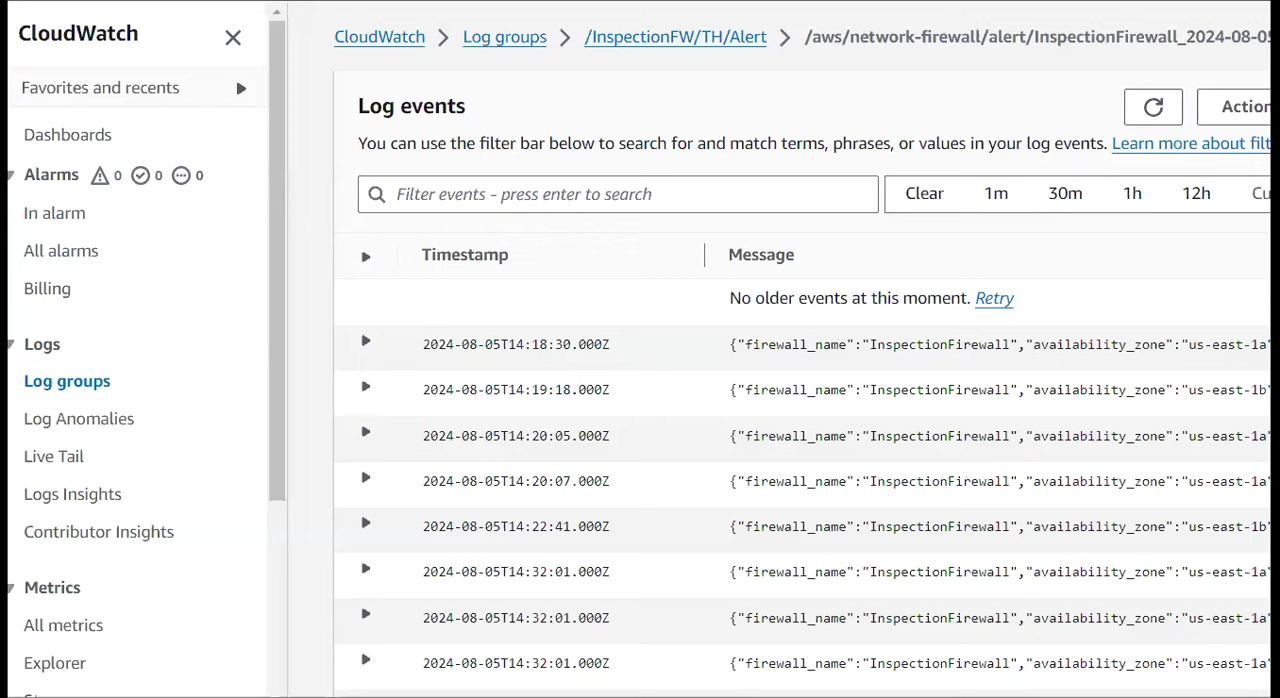 CloudWatch
Favorites and recents
Dashboards
Alarms 0 0 0
In alarm
All alarms
Billing
Logs
Log groups
Log Anomalies
Live Tail
Logs Insights
Contributor Insights
Metrics
All metrics
Explorer
CloudWatch > Log groups > /InspectionFW/TH/Alert > /aws/network-firewall/alert/InspectionFirewall_2024-08-05
Log events
Action
You can use the filter bar below to search for and match terms, phrases, or values in your log events. Learn more about filt
Filter events - press enter to search
Clear 1m 30m 1h 12h Cu
Timestamp Message
No older events at this moment. Retry
2024-08-05T14:18:30.000Z {"firewall_name":"InspectionFirewall","availability_zone":"us-east-1a"
2024-08-05T14:19:18.000Z {"firewall_name":"InspectionFirewall","availability_zone":"us-east-1b"
2024-08-05T14:20:05.000Z {"firewall_name":"InspectionFirewall","availability_zone":"us-east-1a"
2024-08-05T14:20:07.000Z {"firewall_name":"InspectionFirewall","availability_zone":"us-east-1a"
2024-08-05T14:22:41.000Z {"firewall_name":"InspectionFirewall","availability_zone":"us-east-1b"
2024-08-05T14:32:01.000Z {"firewall_name":"InspectionFirewall","availability_zone":"us-east-1a"
2024-08-05T14:32:01.000Z {"firewall_name":"InspectionFirewall","availability_zone":"us-east-1a"
2024-08-05T14:32:01.000Z {"firewall_name":"InspectionFirewall","availability_zone":"us-east-1a"